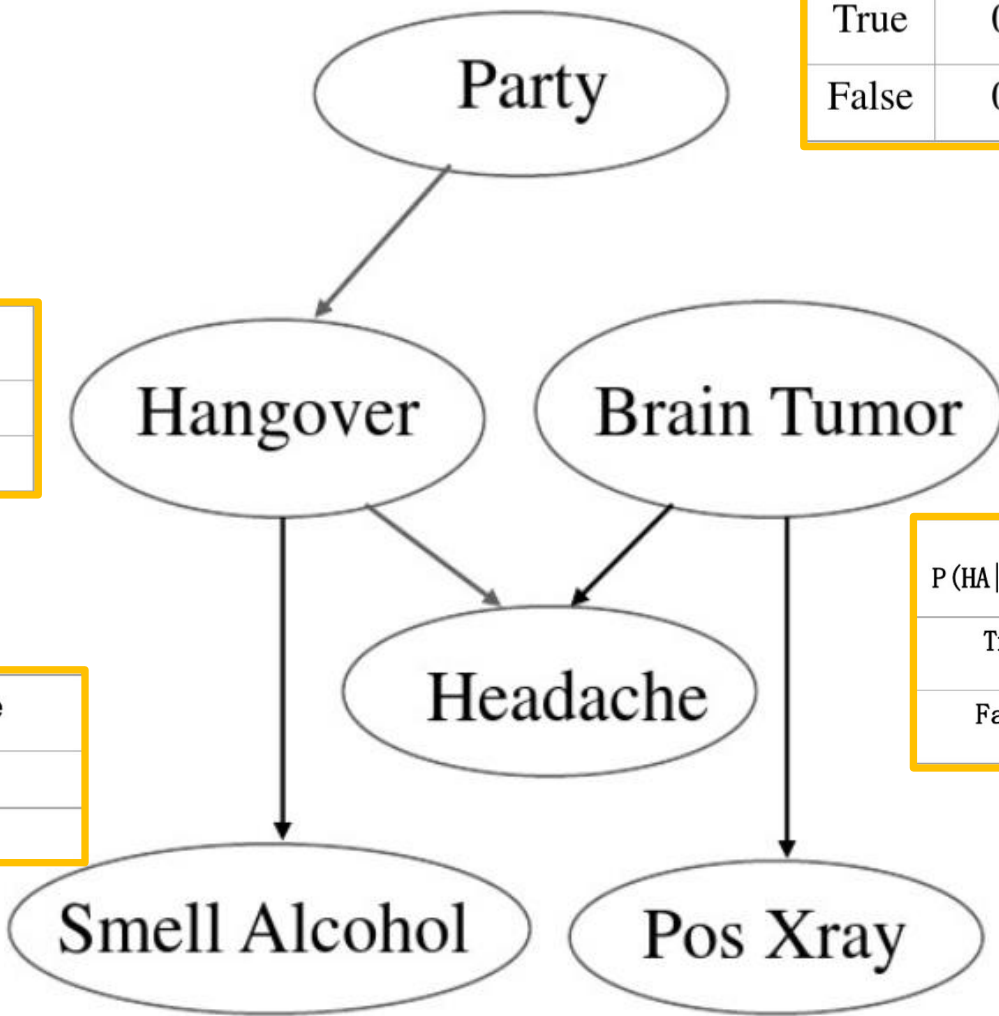 True
Party
False
Hangover
Brain Tumor
P(HA|
Headache
Smell Alcohol
Pos Xray